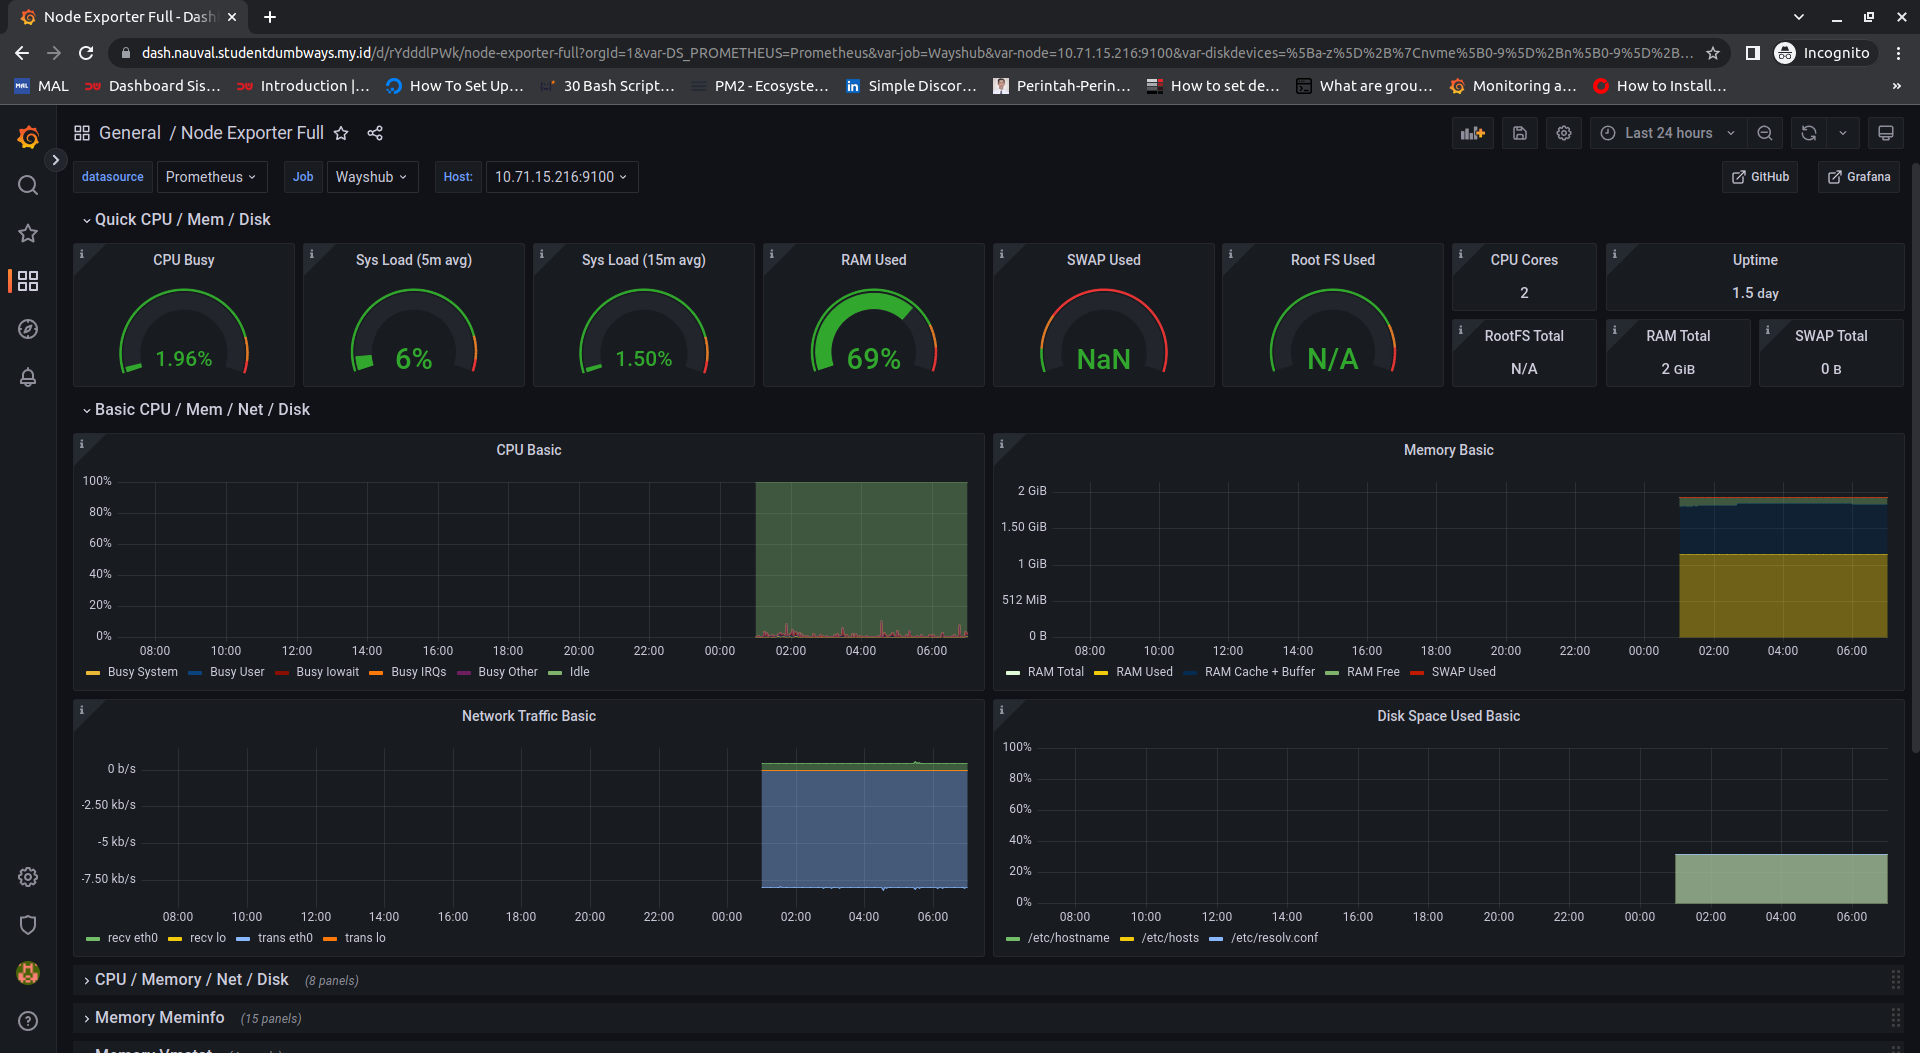 Node Exporter Full - Dash
dash.nauval.studentdumbways.my.id/d/rYdddlPWk/node-exporter-full?orgId=1&var-DS_PROMETHEUS=Prometheus&var-job=Wayshub&var-node=10.71.15.216:9100&var-diskdevices=%5Ba-z%5D%2B%7Cnvme%5B0-9%5D%2Bn%5B0-9%5D%2B...
Incognito
MAL Dashboard Sis... Introduction |... How To Set Up,... 30 Bash Script... PM2 - Ecosyste... Simple Discor... Perintah-Perin... How to set de... What are grou... Monitoring a... How to Install... »
General / Node Exporter Full
Last 24 hours
datasource Prometheus Job Wayshub Host: 10.71.15.216:9100
GitHub Grafana
Quick CPU / Mem / Disk
CPU Busy
1.96%
Sys Load (5m avg)
6%
Sys Load (15m avg)
1.50%
RAM Used
69%
SWAP Used
NaN
Root FS Used
N/A
CPU Cores
2
Uptime
1.5 day
RootFS Total
N/A
RAM Total
2 GiB
SWAP Total
0 B
Basic CPU / Mem / Net / Disk
CPU Basic
100%
80%
60%
40%
20%
0%
08:00 10:00 12:00 14:00 16:00 18:00 20:00 22:00 00:00 02:00 04:00 06:00
Busy System Busy User Busy Iowait Busy IRQs Busy Other Idle
Memory Basic
2 GiB
1.50 GiB
1 GiB
512 MiB
0 B
08:00 10:00 12:00 14:00 16:00 18:00 20:00 22:00 00:00 02:00 04:00 06:00
RAM Total RAM Used RAM Cache + Buffer RAM Free SWAP Used
Network Traffic Basic
0 b/s
-2.50 kb/s
-5 kb/s
-7.50 kb/s
08:00 10:00 12:00 14:00 16:00 18:00 20:00 22:00 00:00 02:00 04:00 06:00
recv eth0 recv lo trans eth0 trans lo
Disk Space Used Basic
100%
80%
60%
40%
20%
0%
08:00 10:00 12:00 14:00 16:00 18:00 20:00 22:00 00:00 02:00 04:00 06:00
/etc/hostname /etc/hosts /etc/resolv.conf
CPU / Memory / Net / Disk (8 panels)
Memory Meminfo (15 panels)
Memory Vmstat